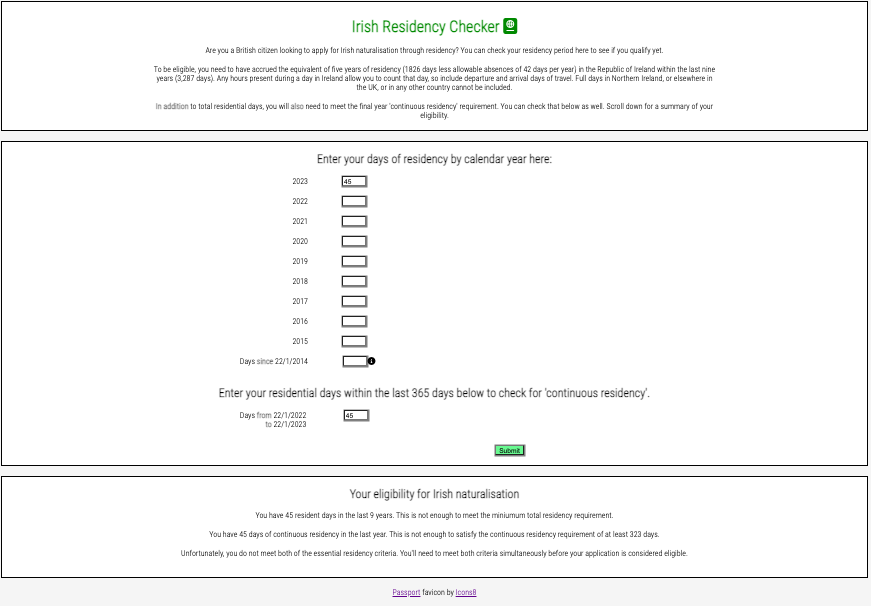 Irish Residency Checker
Are you a British citizen looking to apply for Irish naturalisation through residency? You can check your residency period here to see if you qualify yet.
To be eligible, you need to have accrued the equivalent of five years of residency (1826 days less allowable absences of 42 days per year) in the Republic of Ireland within the last nine
years (3,287 days). Any hours present during a day in Ireland allow you to count that day, so include departure and arrival days of travel. Full days in Northern Ireland, or elsewhere in
the UK, or in any other country cannot be included.
In addition to total residential days, you will also need to meet the final year 'continuous residency' requirement. You can check that below as well. Scroll down for a summary of your
eligibility.
Enter your days of residency by calendar year here:
2023 45
2022
2021
2020
2019
2018
2017
2016
2015
Days since 22/1/2014
Enter your residential days within the last 365 days below to check for 'continuous residency'.
Days from 22/1/2022 45
to 22/1/2023
Submit
Your eligibility for Irish naturalisation
You have 45 resident days in the last 9 years. This is not enough to meet the miniumum total residency requirement.
You have 45 days of continuous residency in the last year. This is not enough to satisfy the continuous residency requirement of at least 323 days.
Unfortunately, you do not meet both of the essential residency criteria. You'll need to meet both criteria simultaneously before your application is considered eligible.
Passport favicon by Icons8